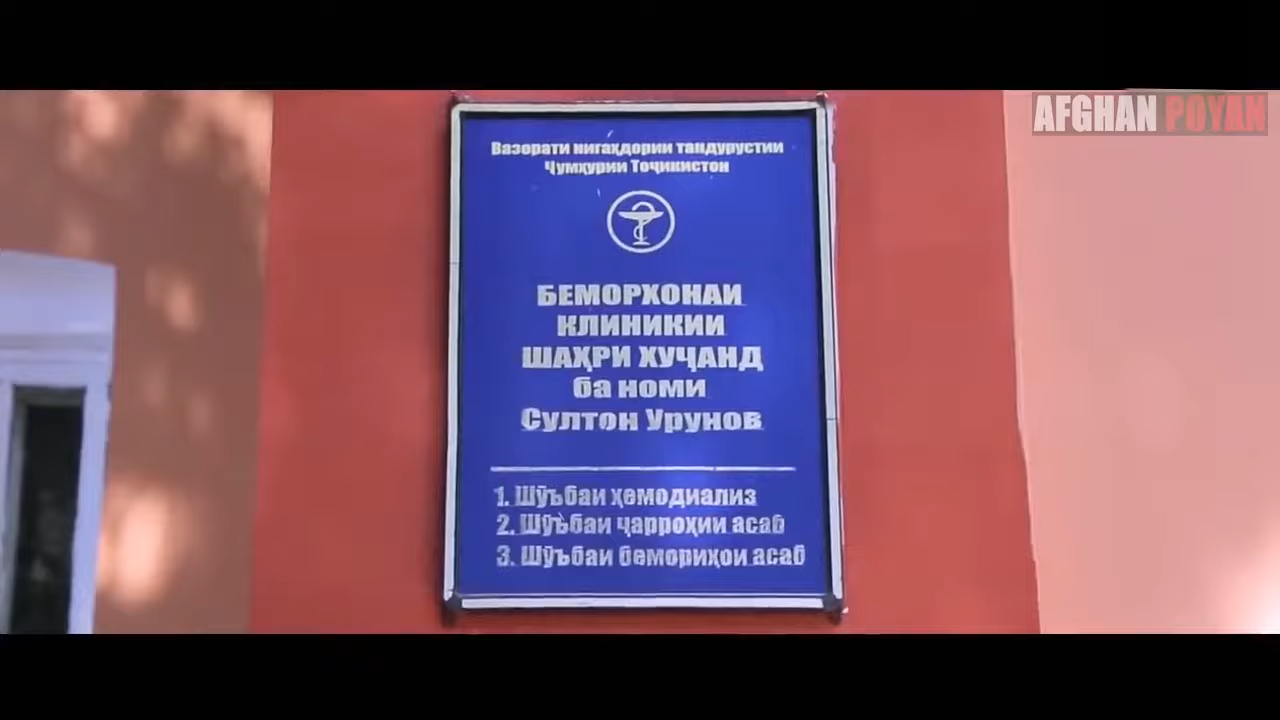 AFGHAN POYAN
Вазорати нигаҳдории тандурустии
Ҷумҳурии Тоҷикистон
БЕМОРХОНАИ
КЛИНИКИИ
ШАҲРИ ХУҶАНД
ба номи
Султон Урунов
1. Шӯъбаи ҳемодиализ
2. Шӯъбаи ҷарроҳии асаб
3. Шӯъбаи бемориҳои асаб